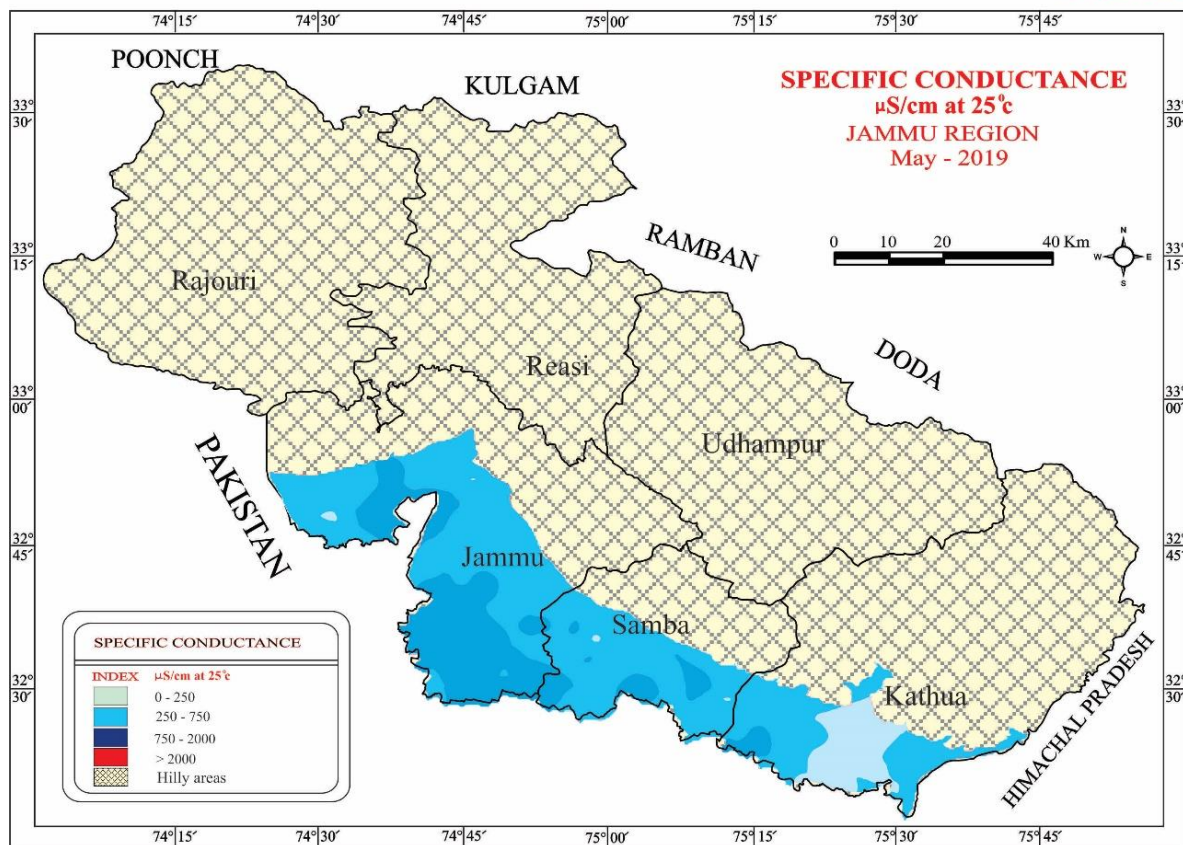 74°15' 74°30' 74°45' 75°00' 75°15' 75°30' 75°45'
POONCH
KULGAM
SPECIFIC CONDUCTANCE
µS/cm at 25°c
JAMMU REGION
May - 2019
33° 30' 33° 30'
RAMBAN
0 10 20 40 Km
N
W E
S
33° 15' 33° 15'
Rajouri
DODA
Reasi
33° 00' 33° 00'
Udhampur
PAKISTAN
32° 45' 32° 45'
Jammu
Samba
Kathua
HIMACHAL PRADESH
32° 30' 32° 30'
SPECIFIC CONDUCTANCE
INDEX µS/cm at 25°c
0 - 250
250 - 750
750 - 2000
> 2000
Hilly areas
74°15' 74°30' 74°45' 75°00' 75°15' 75°30' 75°45'